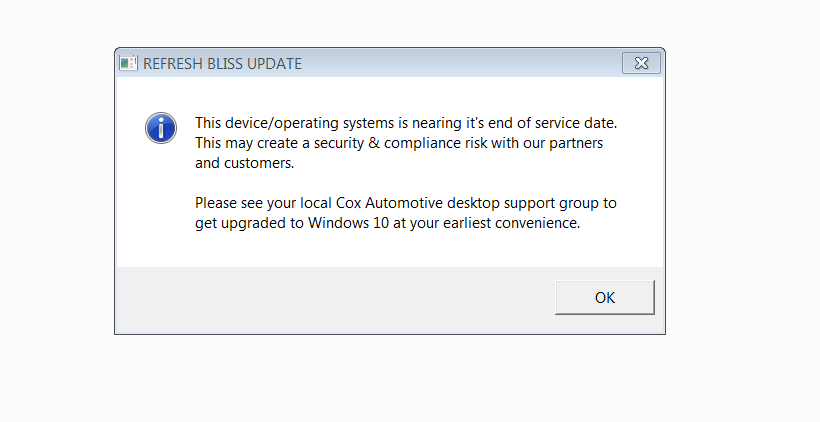 REFRESH BLISS UPDATE
This device/operating systems is nearing it's end of service date.
This may create a security & compliance risk with our partners
and customers.
Please see your local Cox Automotive desktop support group to
get upgraded to Windows 10 at your earliest convenience.
OK